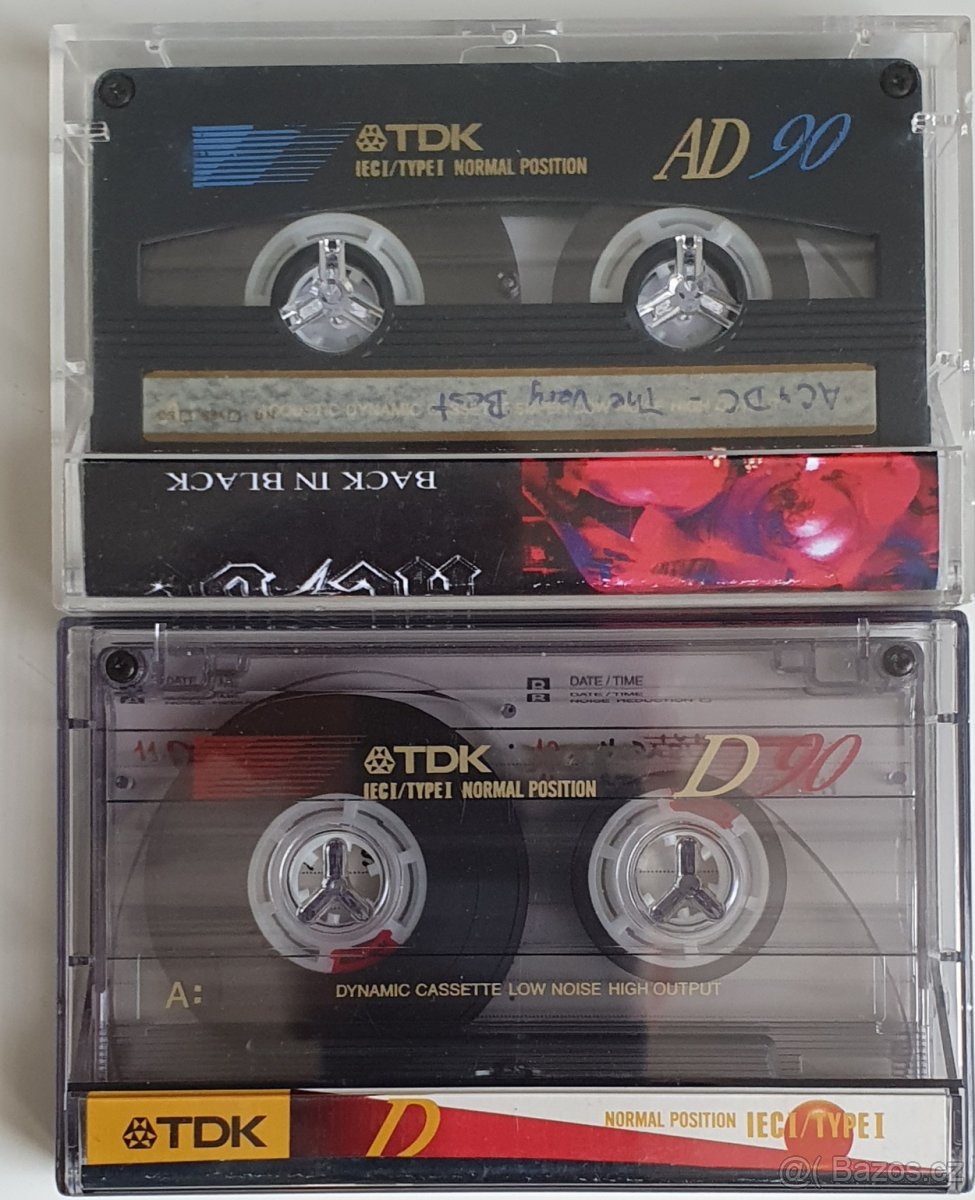 TDK
IEC I/TYPE I NORMAL POSITION
AD 90
AC & DC - The Very Best
BACK IN BLACK
DATE / TIME
R
DATE / TIME
NOISE REDUCTION
TDK
IEC I/TYPE I NORMAL POSITION
D 90
A:
DYNAMIC CASSETTE LOW NOISE HIGH OUTPUT
TDK
D
NORMAL POSITION IEC I/TYPE I
@( Bazos.cz